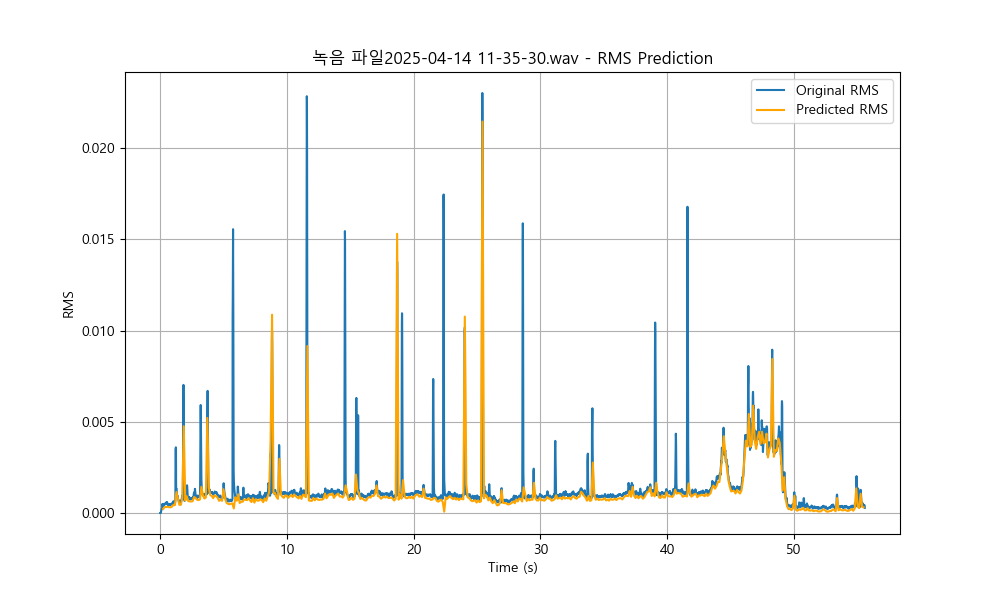 녹음 파일2025-04-14 11-35-30.wav - RMS Prediction
Original RMS
Predicted RMS
RMS
0.020
0.015
0.010
0.005
0.000
0 10 20 30 40 50
Time (s)